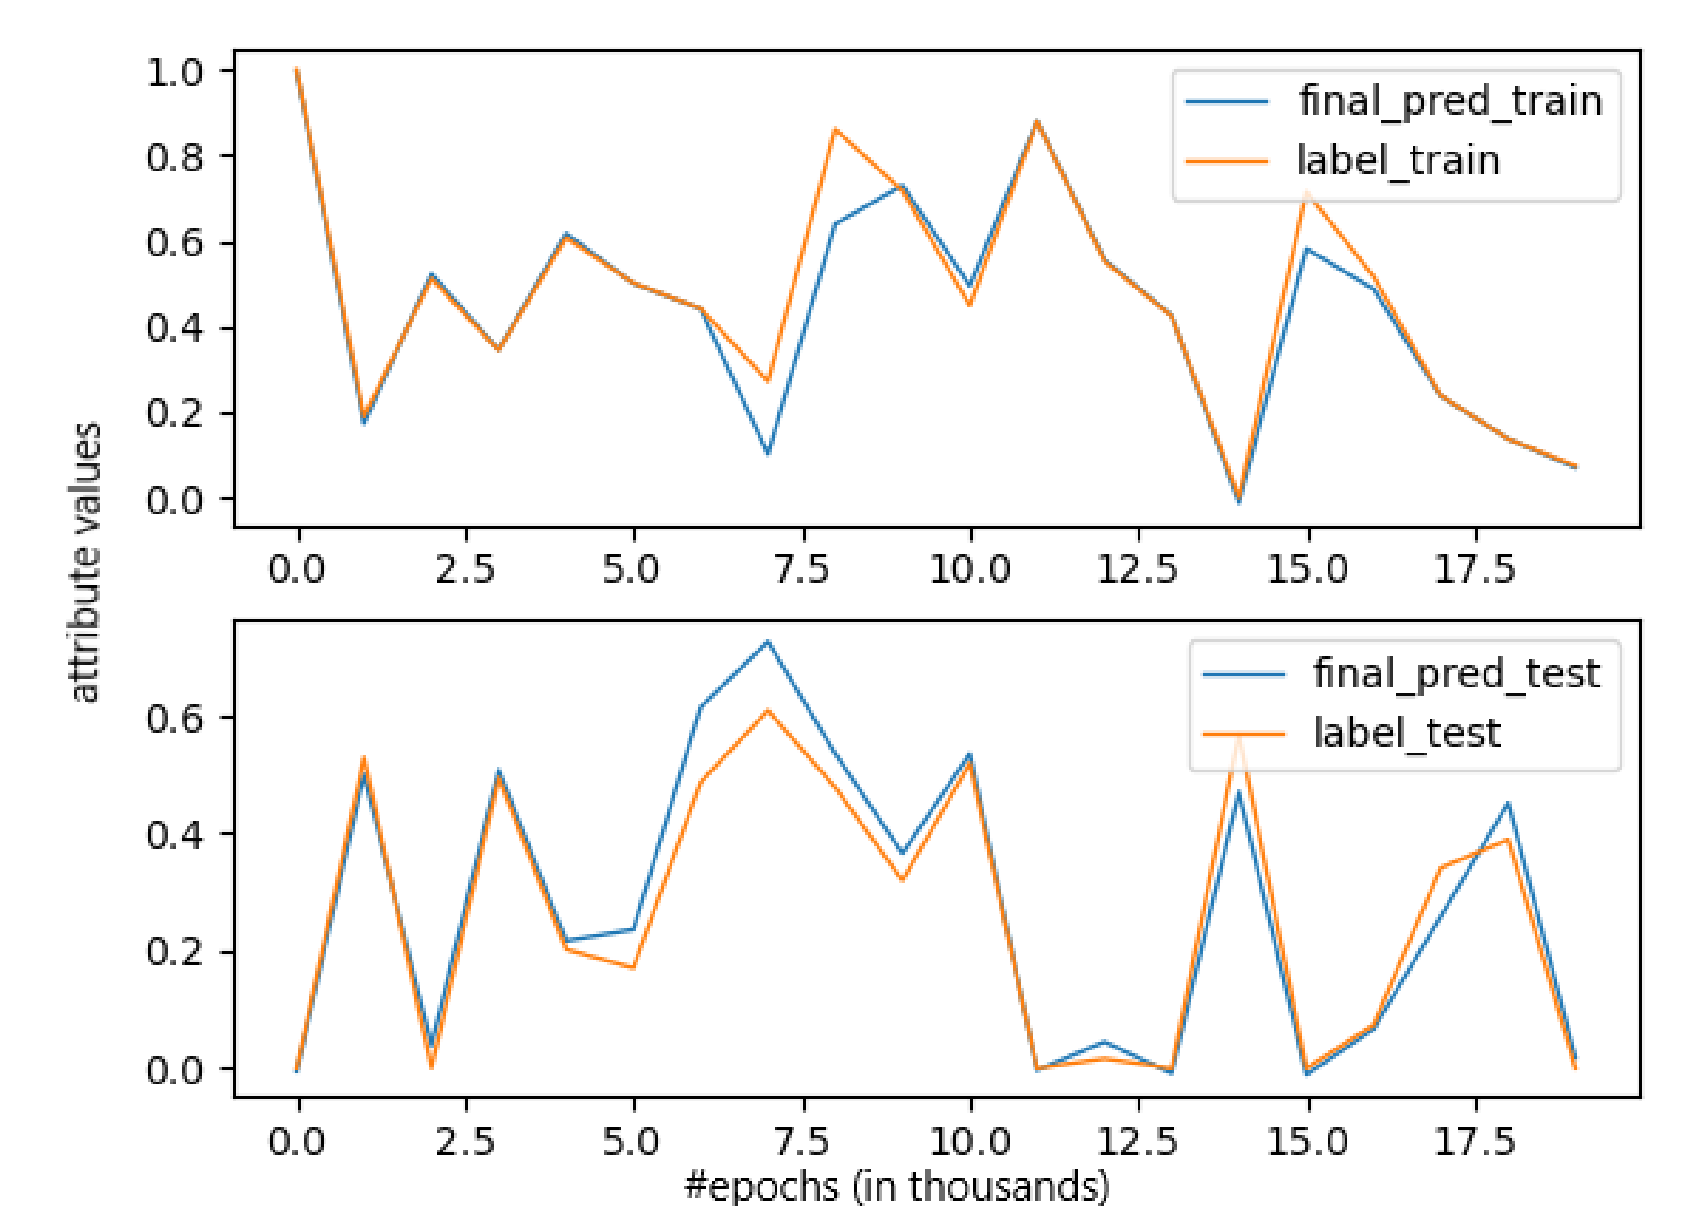 1.0
0.8
0.6
0.4
0.2
0.0
final_pred_train
label_train
0.0 2.5 5.0 7.5 10.0 12.5 15.0 17.5
attribute values
0.6
0.4
0.2
0.0
final_pred_test
label_test
0.0 2.5 5.0 7.5 10.0 12.5 15.0 17.5
#epochs (in thousands)